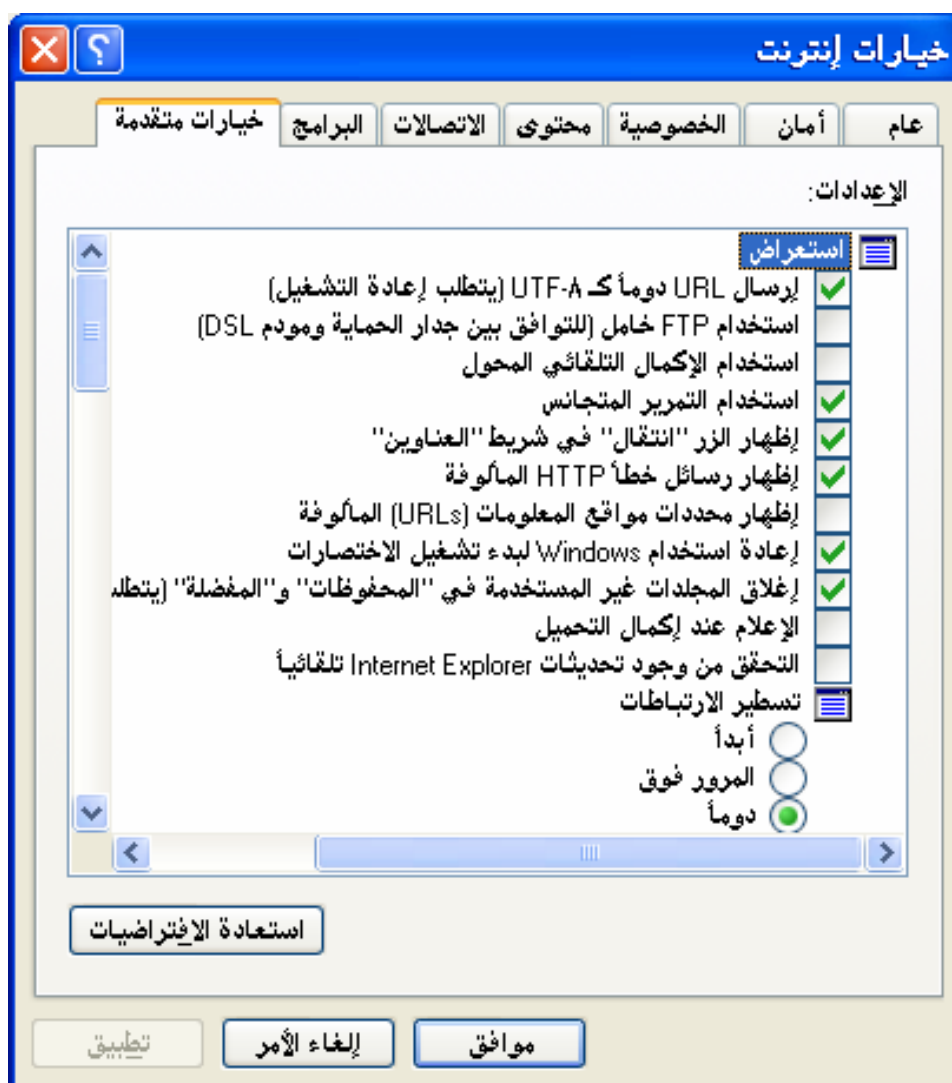 خيارات إنترنت
عام أمان الخصوصية محتوى الاتصالات البرامج خيارات متقدمة
الإعدادات:
استعراض
إرسال URL دوماً كـ UTF-٨ (يتطلب إعادة التشغيل)
استخدام FTP خامل (للتوافق بين جدار الحماية ومودم DSL)
استخدام الإكمال التلقائي المحول
استخدام التمرير المتجانس
إظهار الزر "انتقال" في شريط "العناوين"
إظهار رسائل خطأ HTTP المألوفة
إظهار محددات مواقع المعلومات (URLs) المألوفة
إعادة استخدام Windows لبدء تشغيل الاختصارات
إغلاق المجلدات غير المستخدمة في "المحفوظات" و"المفضلة" (يتطلب
الإعلام عند إكمال التحميل
التحقق من وجود تحديثات Internet Explorer تلقائياً
تسطير الارتباطات
أبداً
المرور فوق
دوماً
استعادة الافتراضيات
موافق إلغاء الأمر تطبيق